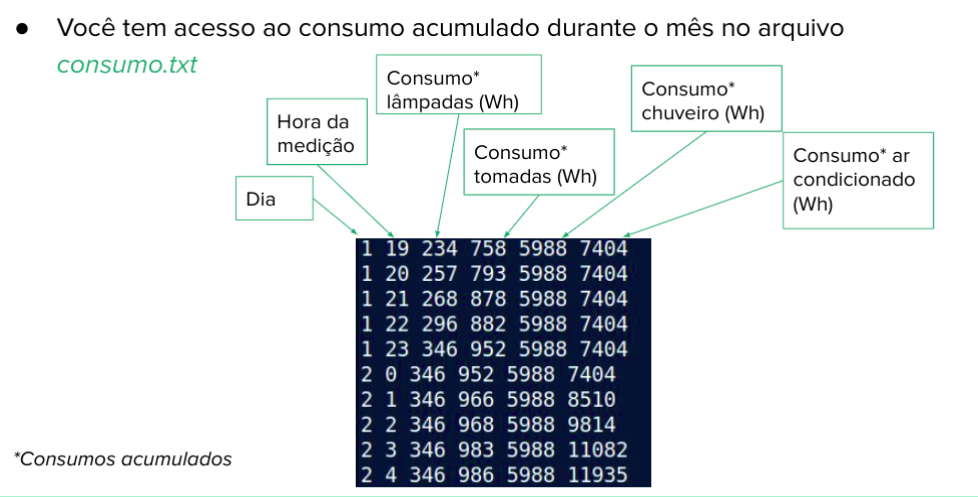 ● Você tem acesso ao consumo acumulado durante o mês no arquivo
consumo.txt
Dia
Hora da
medição
Consumo*
lâmpadas (Wh)
Consumo*
tomadas (Wh)
Consumo*
chuveiro (Wh)
Consumo* ar
condicionado
(Wh)
1 19 234 758 5988 7404
1 20 257 793 5988 7404
1 21 268 878 5988 7404
1 22 296 882 5988 7404
1 23 346 952 5988 7404
2 0 346 952 5988 7404
2 1 346 966 5988 8510
2 2 346 968 5988 9814
2 3 346 983 5988 11082
2 4 346 986 5988 11935
*Consumos acumulados